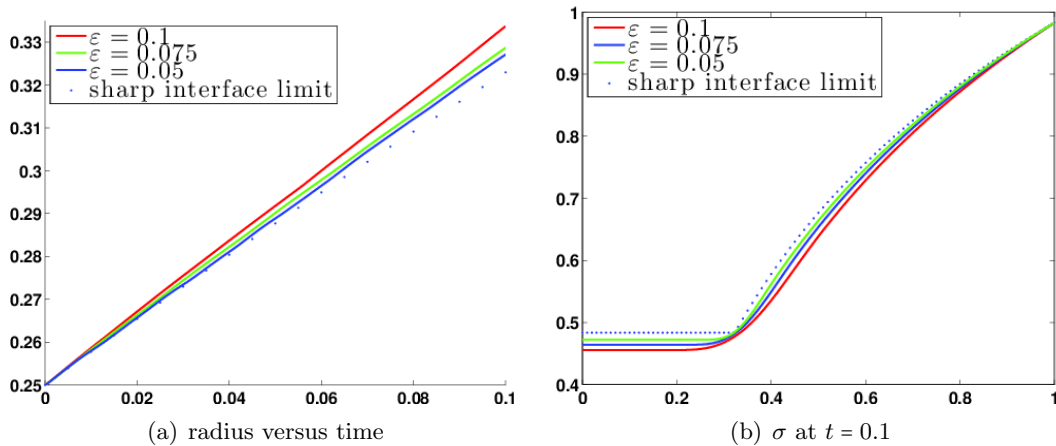 ε = 0.1
ε = 0.075
ε = 0.05
sharp interface limit
0.33
0.32
0.31
0.3
0.29
0.28
0.27
0.26
0.25
0 0.02 0.04 0.06 0.08 0.1
(a) radius versus time
ε = 0.1
ε = 0.075
ε = 0.05
sharp interface limit
1
0.9
0.8
0.7
0.6
0.5
0.4
0 0.2 0.4 0.6 0.8 1
(b) σ at t = 0.1